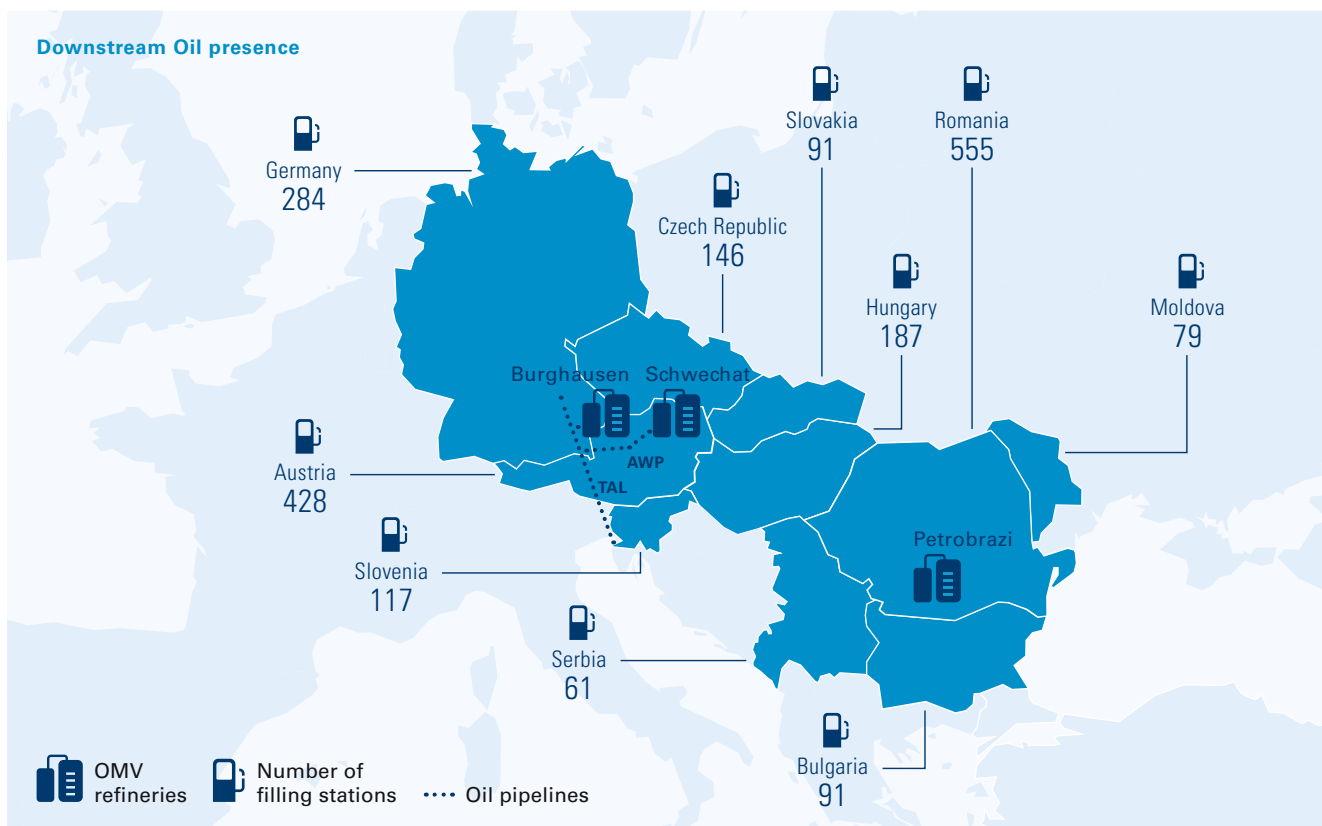 Downstream Oil presence
Germany
284
Slovakia
91
Romania
555
Czech Republic
146
Hungary
187
Moldova
79
Burghausen
Schwechat
Austria
428
AWP
TAL
Slovenia
117
Petrobrazi
Serbia
61
Bulgaria
91
OMV
refineries
Number of
filling stations
Oil pipelines